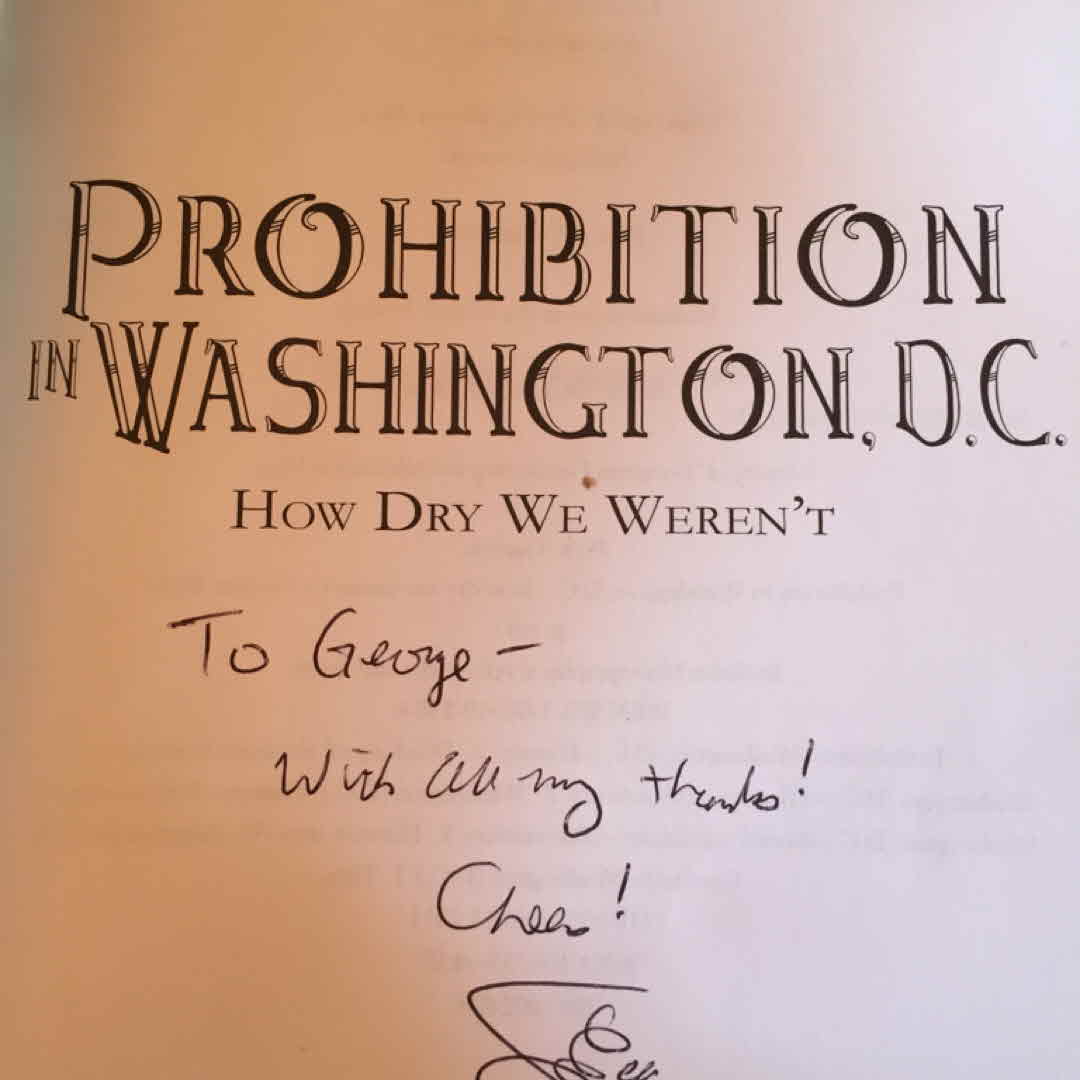 PROHIBITION
IN WASHINGTON, D.C.
HOW DRY WE WEREN'T
To George –
With all my thanks!
Cheers!